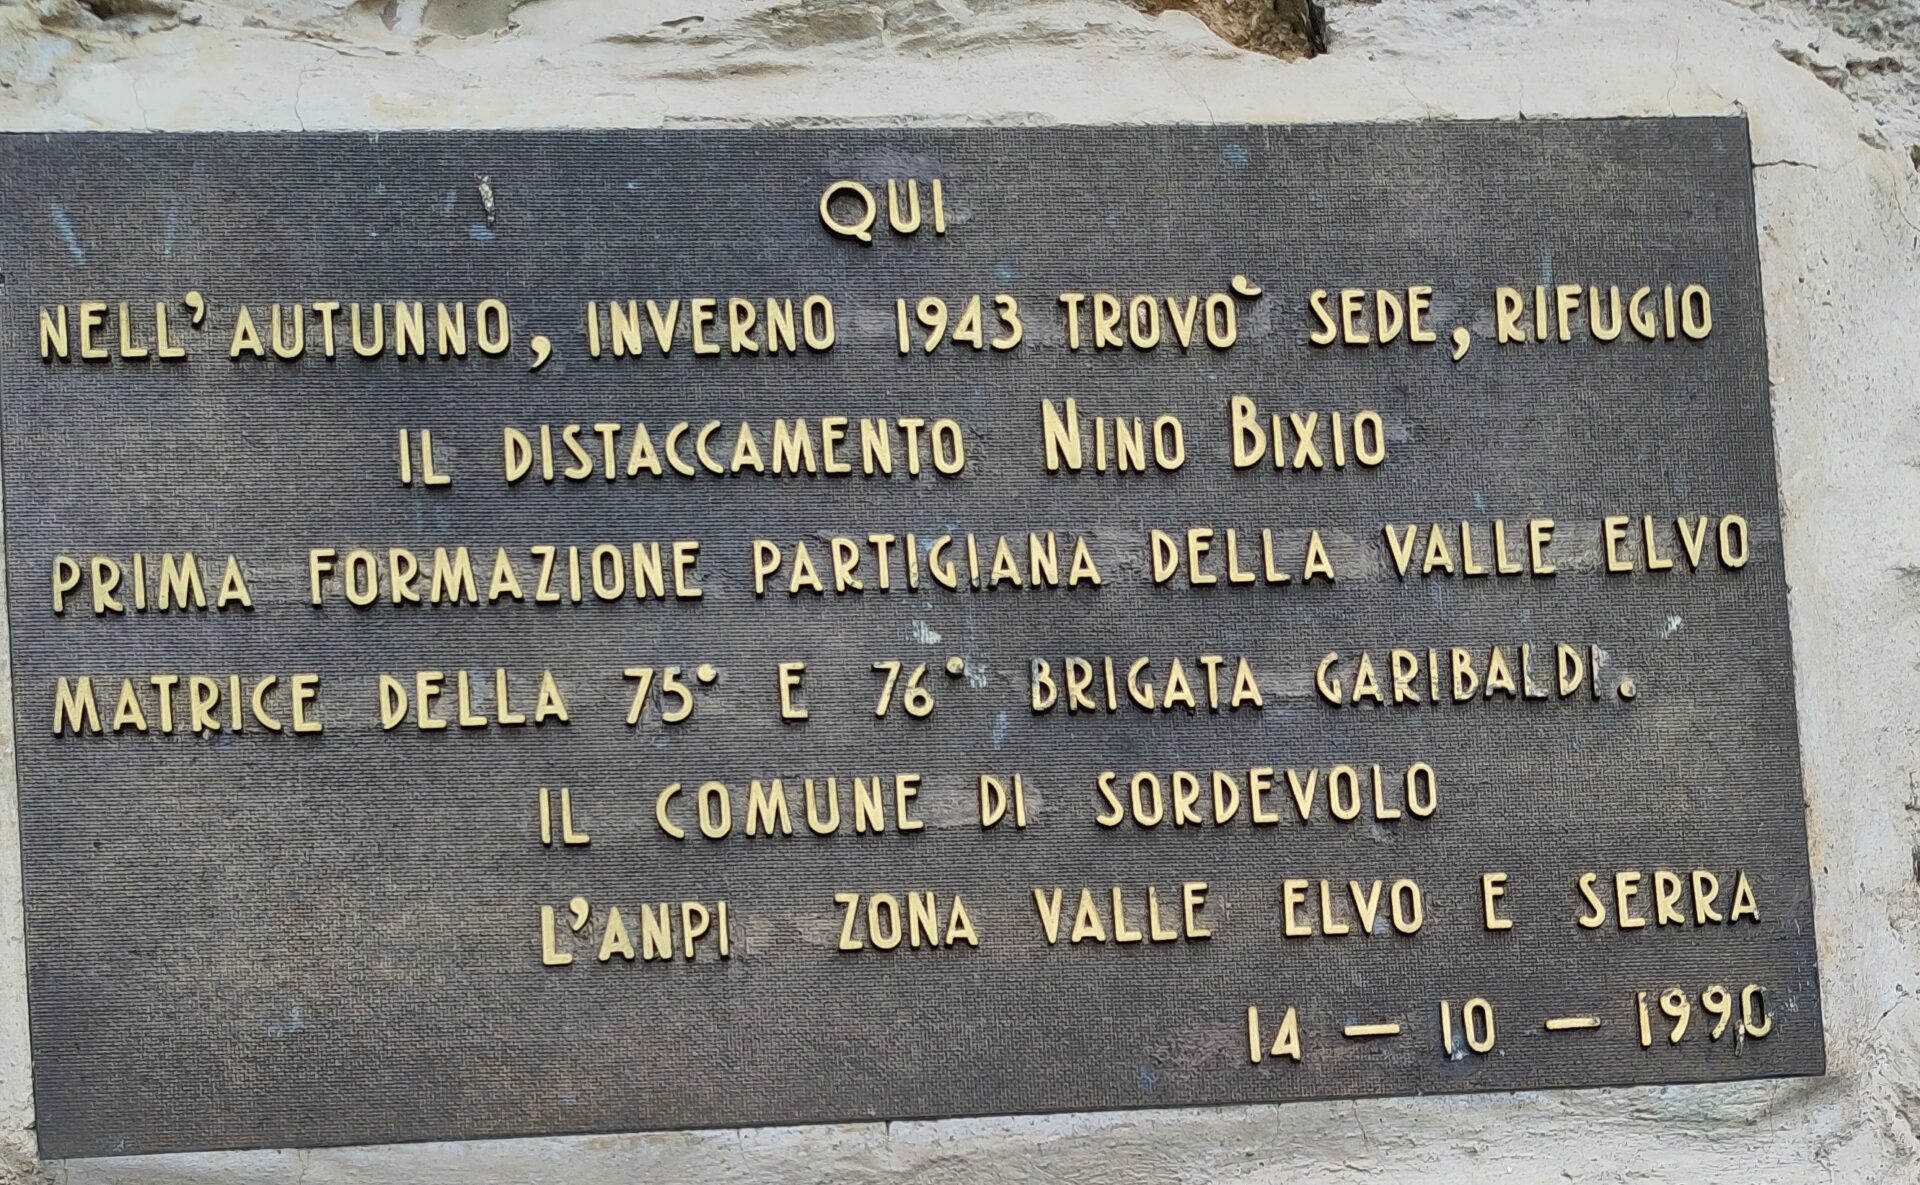 QUI
NELL'AUTUNNO, INVERNO 1943 TROVÒ SEDE, RIFUGIO
IL DISTACCAMENTO NINO BIXIO
PRIMA FORMAZIONE PARTIGIANA DELLA VALLE ELVO
MATRICE DELLA 75° E 76° BRIGATA GARIBALDI.
IL COMUNE DI SORDEVOLO
L'ANPI ZONA VALLE ELVO E SERRA
14 - 10 - 1990